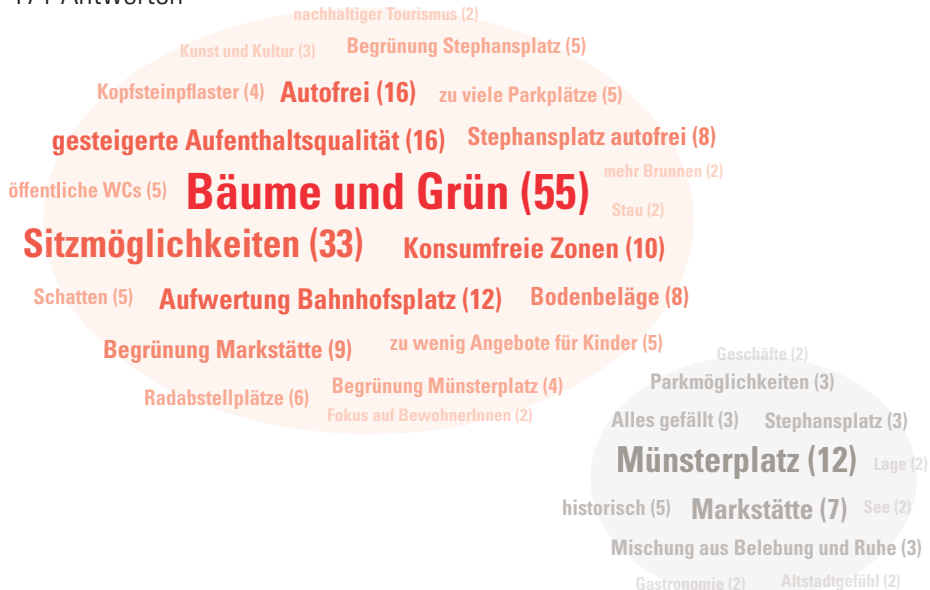 nachhaltiger Tourismus (2)
Kunst und Kultur (3)
Begrünung Stephansplatz (5)
Kopfsteinpflaster (4)
Autofrei (16)
zu viele Parkplätze (5)
gesteigerte Aufenthaltsqualität (16)
Stephansplatz autofrei (8)
mehr Brunnen (2)
öffentliche WCs (5)
Bäume und Grün (55)
Stau (2)
Sitzmöglichkeiten (33)
Konsumfreie Zonen (10)
Schatten (5)
Aufwertung Bahnhofsplatz (12)
Bodenbeläge (8)
Begrünung Markstätte (9)
zu wenig Angebote für Kinder (5)
Radabstellplätze (6)
Begrünung Münsterplatz (4)
Fokus auf BewohnerInnen (2)
Geschäfte (2)
Parkmöglichkeiten (3)
Alles gefällt (3)
Stephansplatz (3)
Münsterplatz (12)
Lage (2)
historisch (5)
Markstätte (7)
See (2)
Mischung aus Belebung und Ruhe (3)
Gastronomie (2)
Altstadtgefühl (2)